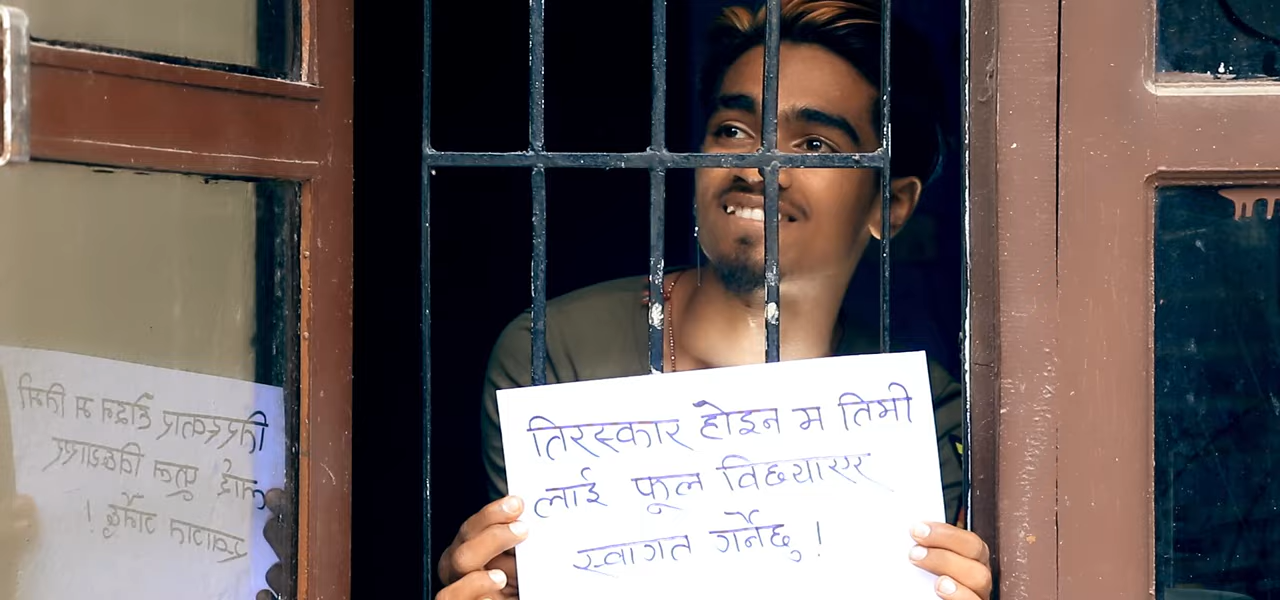 तिरस्कार होइन म तिमी
लाई फूल विछ्याएर
स्वागत गर्नेछु !